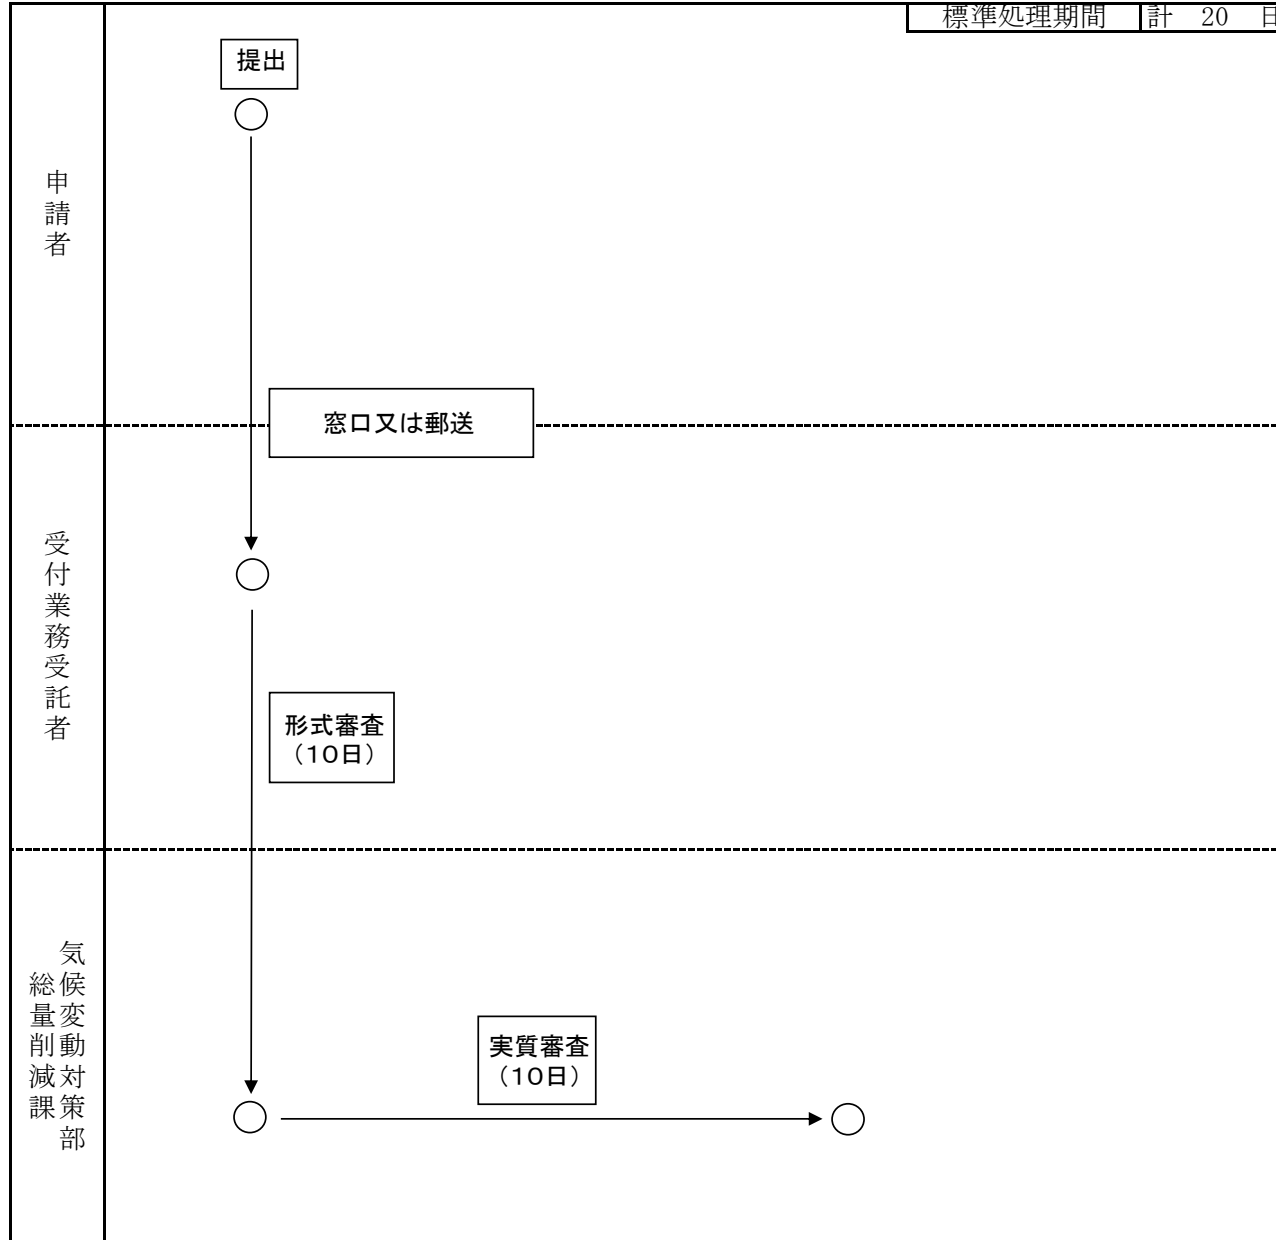 標準処理期間 計 20 日
提出
申請者
窓口又は郵送
受付業務受託者
形式審査
（10日）
気候変動対策部
総量削減課
実質審査
（10日）